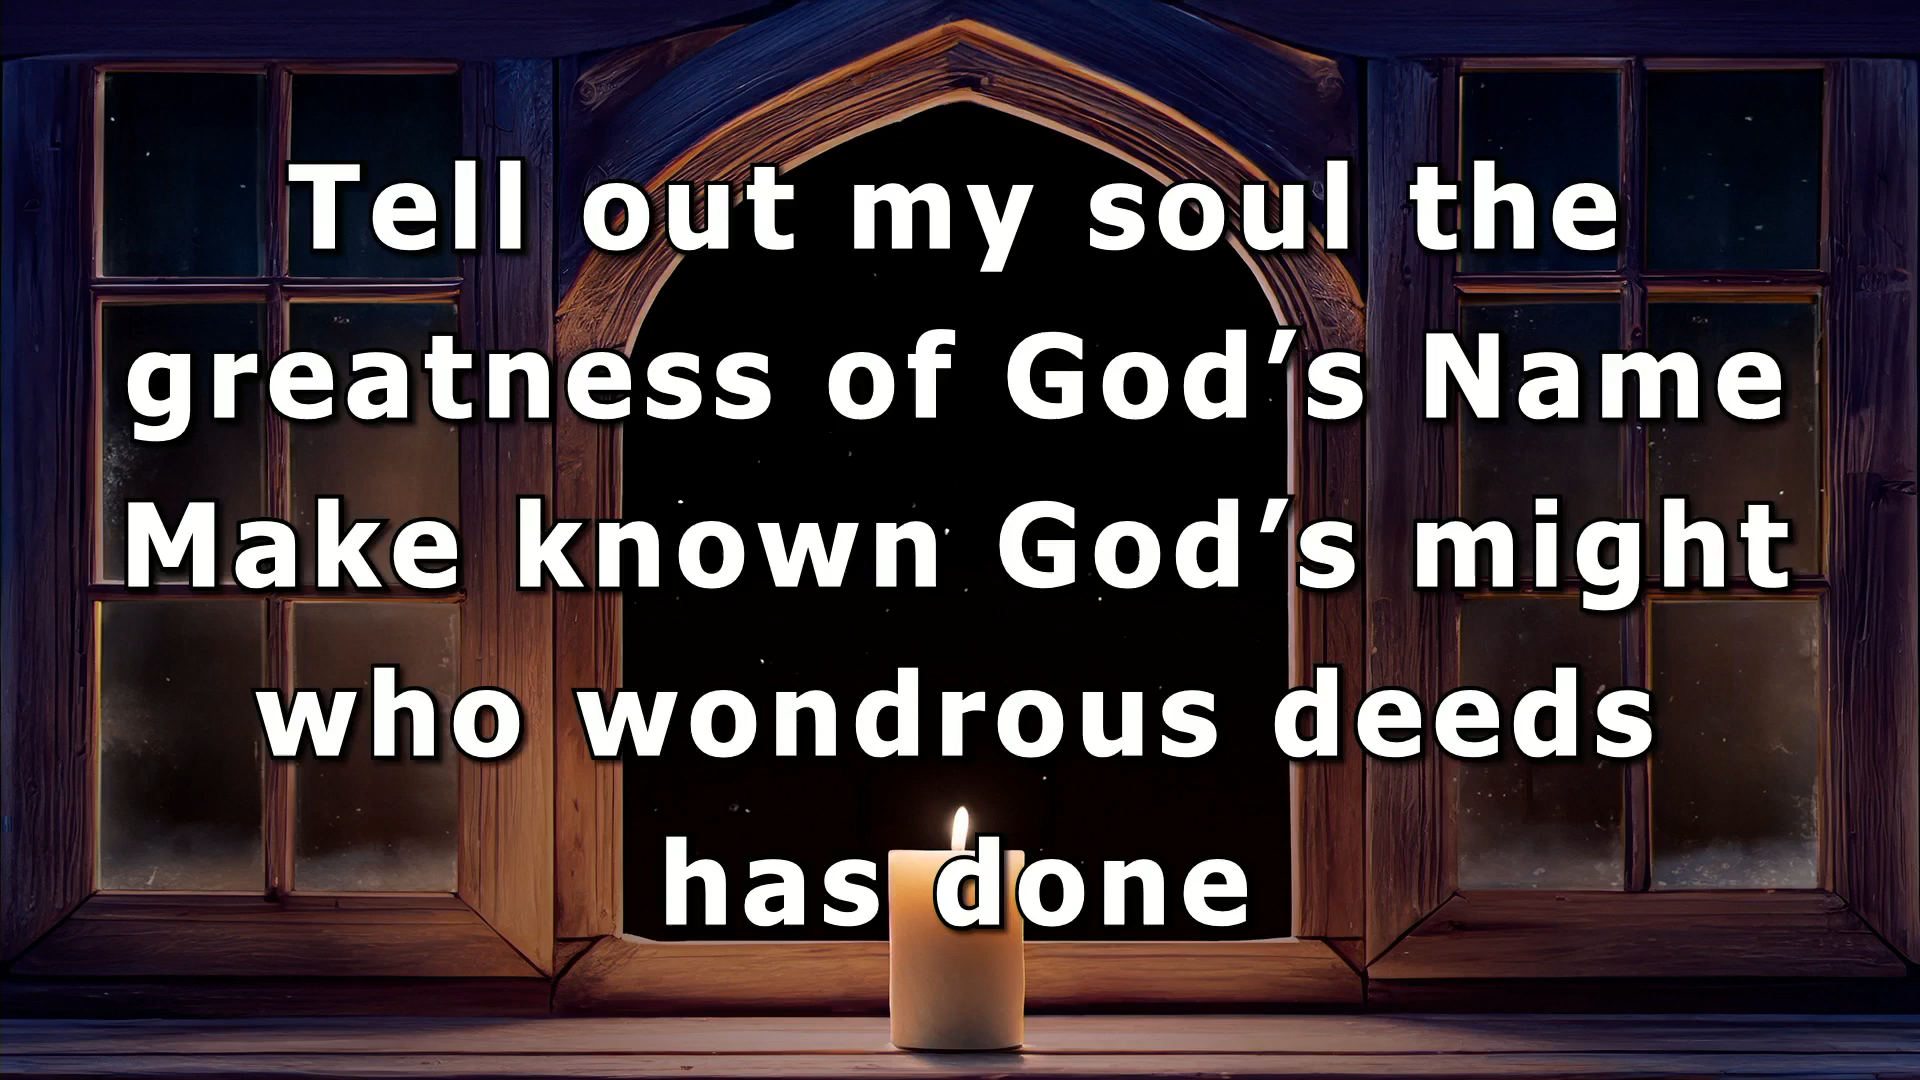 Tell out my soul the
greatness of God’s Name
Make known God’s might
who wondrous deeds
has done